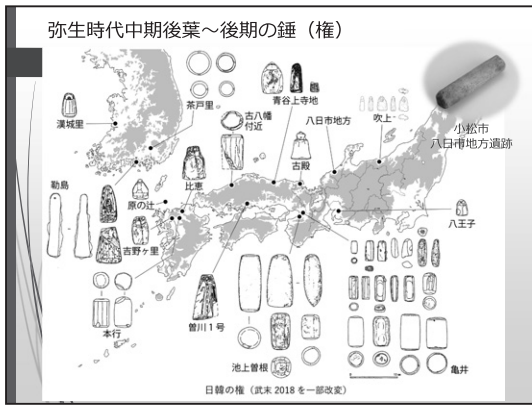 弥生時代中期後葉～後期の錘（権）
漢城里
茶戸里
青谷上寺地
古八幡
付近
八日市地方
吹上
小松市
八日市地方遺跡
古殿
勒島
原の辻
比恵
八王子
吉野ヶ里
本行
曽川１号
池上曽根
亀井
日韓の権（武末 2018 を一部改変）